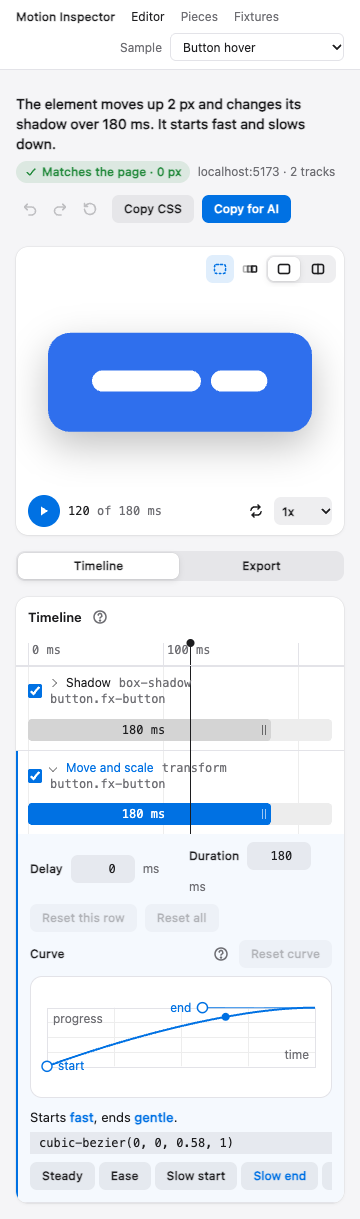 Motion Inspector Editor Pieces Fixtures
Sample Button hover
The element moves up 2 px and changes its
shadow over 180 ms. It starts fast and slows
down.
Matches the page · 0 px localhost:5173 · 2 tracks
Copy CSS Copy for AI
120 of 180 ms 1x
Timeline Export
Timeline
0 ms 100 ms
Shadow box-shadow
button.fx-button
180 ms
Move and scale transform
button.fx-button
180 ms
Delay 0 ms Duration 180
ms
Reset this row Reset all
Curve Reset curve
end
progress
time
start
Starts fast, ends gentle.
cubic-bezier(0, 0, 0.58, 1)
Steady Ease Slow start Slow end